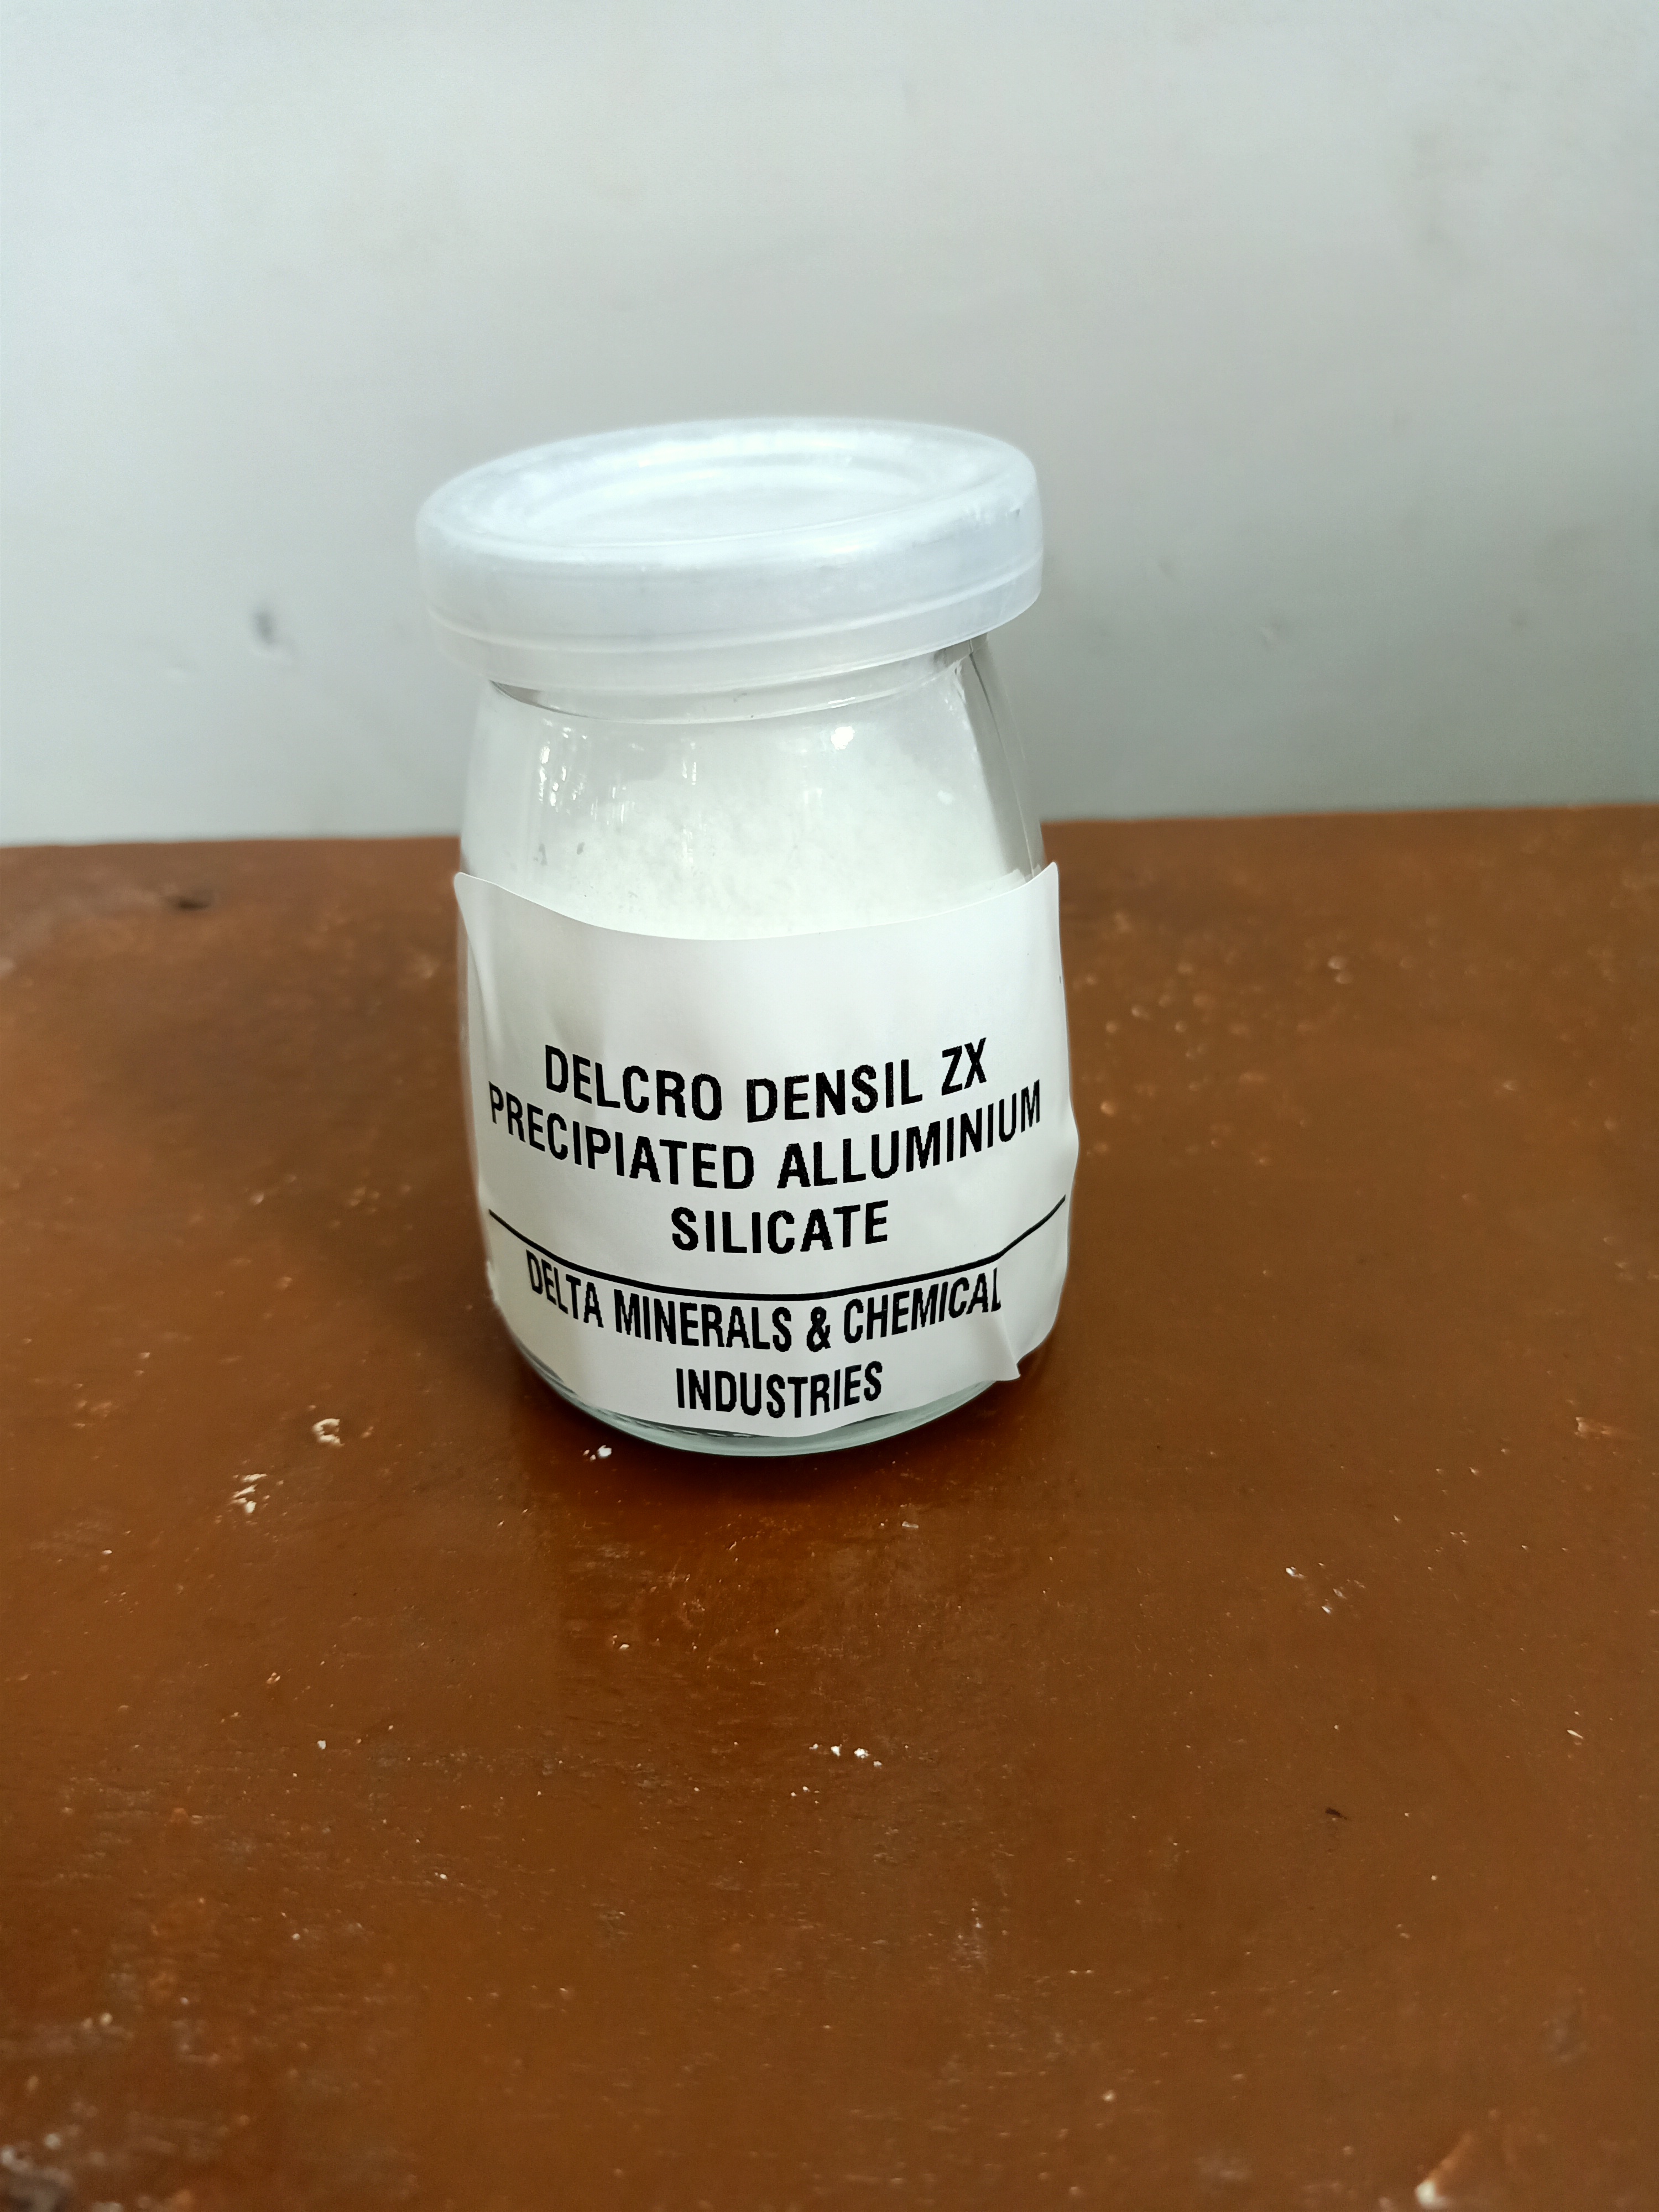 DELCRO DENSIL ZX
PRECIPIATED ALLUMINIUM
SILICATE
DELTA MINERALS & CHEMICAL
INDUSTRIES